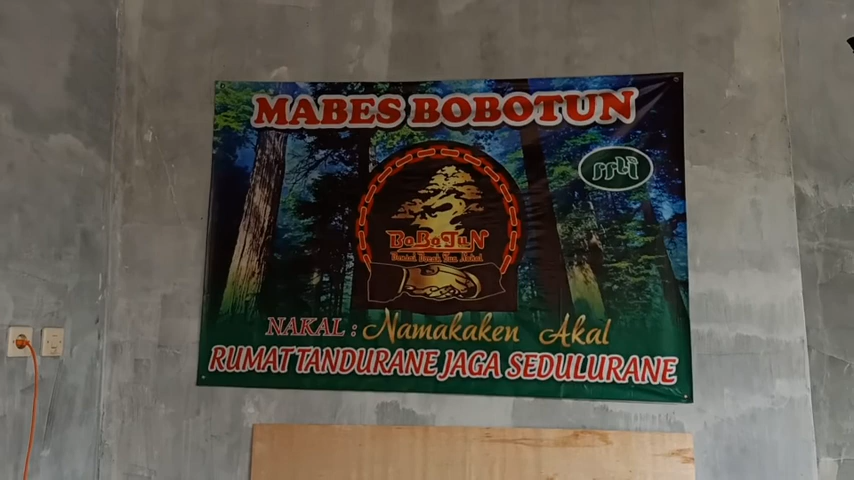 MABES BOBOTUN
BoBoTuN
NAKAL : Namakaken Akal
RUMAT TANDURANE JAGA SEDULURANE